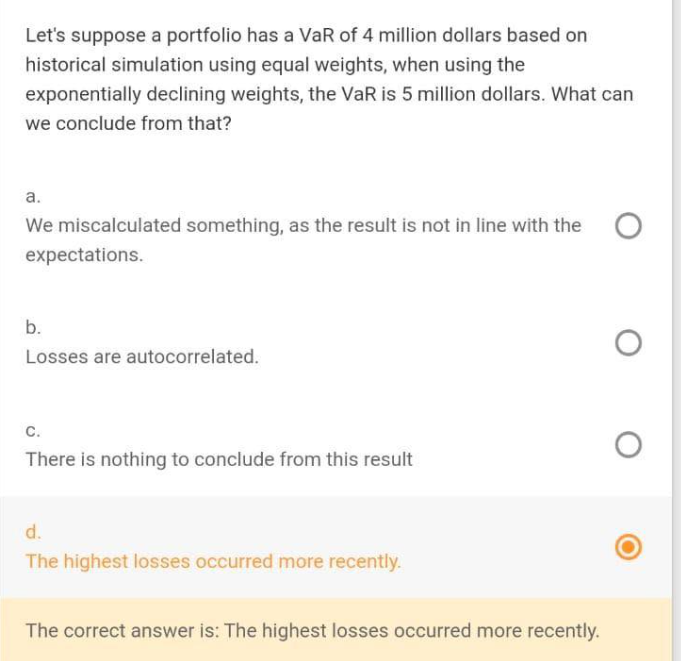 Let's suppose a portfolio has a VaR of 4 million dollars based on
historical simulation using equal weights, when using the
exponentially declining weights, the VaR is 5 million dollars. What can
we conclude from that?
a.
We miscalculated something, as the result is not in line with the
expectations.
b.
Losses are autocorrelated.
c.
There is nothing to conclude from this result
d.
The highest losses occurred more recently.
The correct answer is: The highest losses occurred more recently.